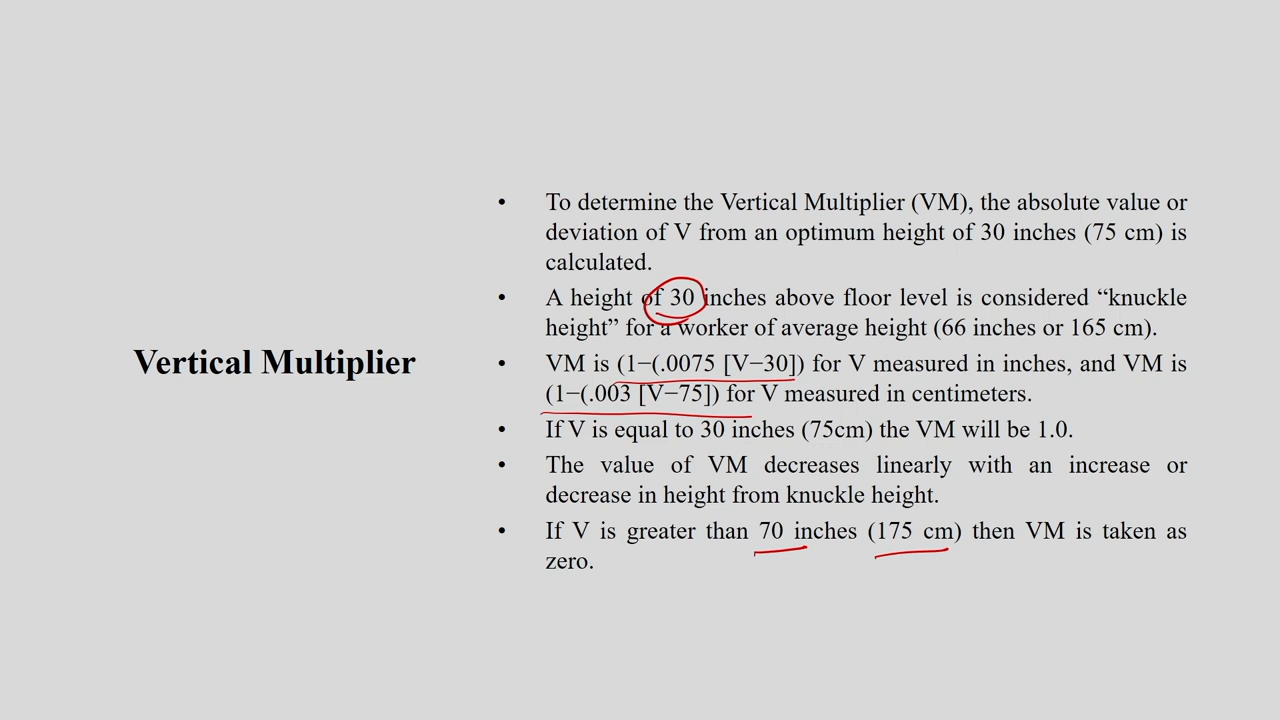 Vertical Multiplier
• To determine the Vertical Multiplier (VM), the absolute value or
deviation of V from an optimum height of 30 inches (75 cm) is
calculated.
• A height of 30 inches above floor level is considered “knuckle
height” for a worker of average height (66 inches or 165 cm).
• VM is (1−(.0075 [V−30]) for V measured in inches, and VM is
(1−(.003 [V−75]) for V measured in centimeters.
• If V is equal to 30 inches (75cm) the VM will be 1.0.
• The value of VM decreases linearly with an increase or
decrease in height from knuckle height.
• If V is greater than 70 inches (175 cm) then VM is taken as
zero.